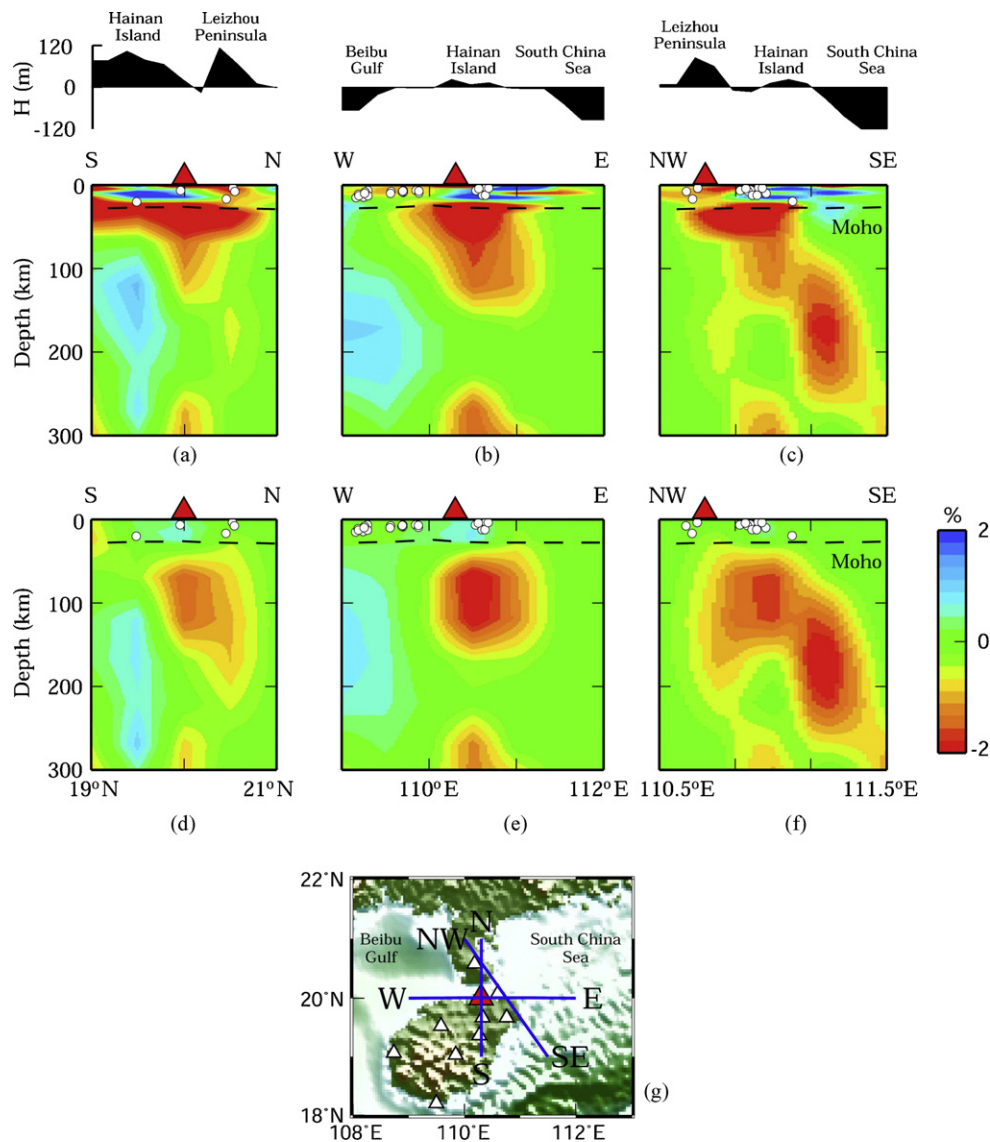 Hainan
Island
Leizhou
Peninsula
120
0
-120
H (m)
Beibu
Gulf
Hainan
Island
South China
Sea
Leizhou
Peninsula
Hainan
Island
South China
Sea
S N
W E
NW SE
0
100
200
300
Depth (km)
Moho
(a)
(b)
(c)
S N
W E
NW SE
0
100
200
300
Depth (km)
Moho
19°N 21°N
110°E 112°E
110.5°E 111.5°E
%
2
0
-2
(d)
(e)
(f)
22°N
20°N
18°N
108°E 110°E 112°E
Beibu
Gulf
South China
Sea
NW N
W E
S SE
(g)